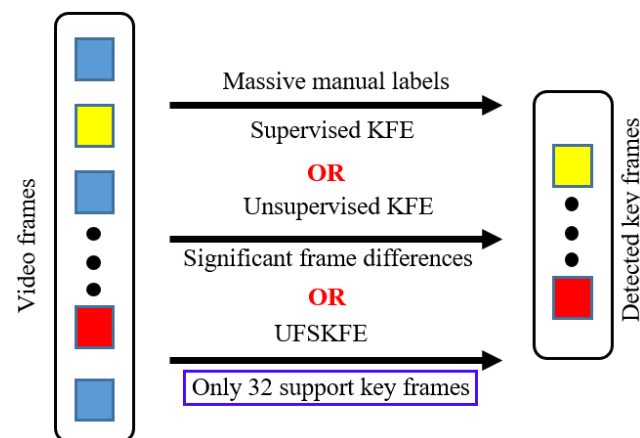 Video frames
Massive manual labels
Supervised KFE
OR
Unsupervised KFE
Significant frame differences
OR
UFSKFE
Only 32 support key frames
Detected key frames